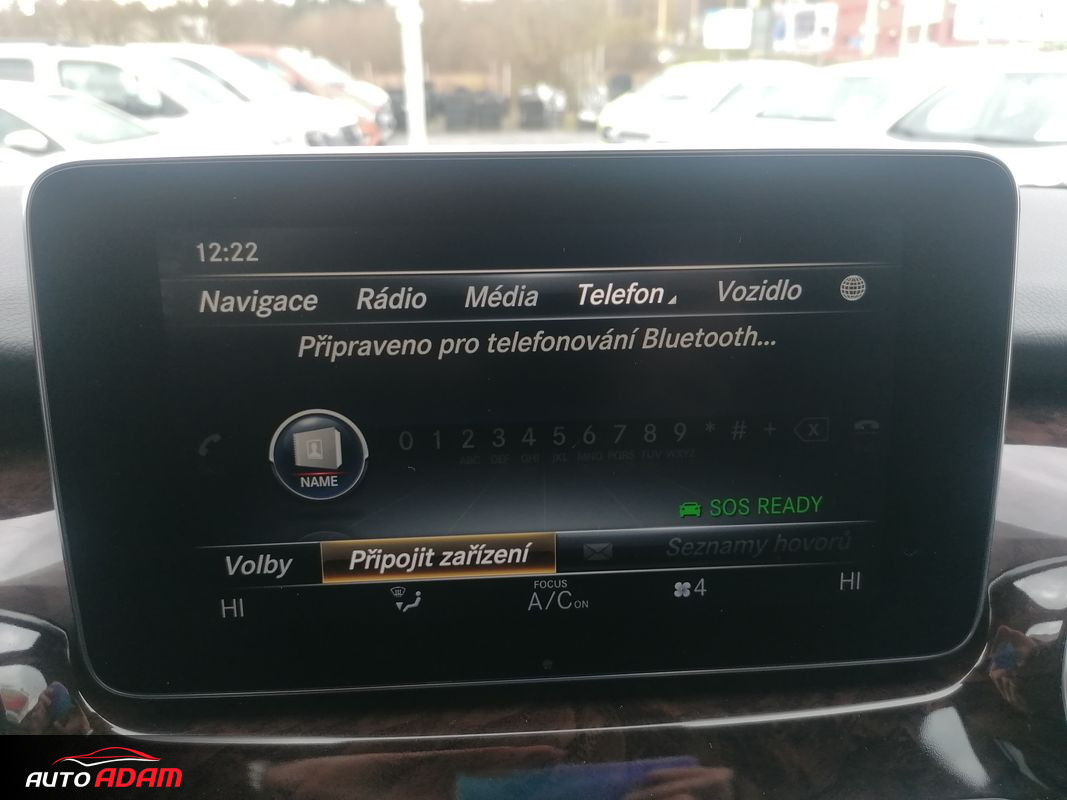 12:22
Navigace Rádio Média Telefon Vozidlo
Připraveno pro telefonování Bluetooth...
NAME
0 1 2 3 4 5 6 7 8 9 * # + X
ABC DEF GHI JKL MNO PQRS TUV WXYZ
SOS READY
Volby Připojit zařízení Seznamy hovorů
HI FOCUS A/C ON 4 HI
AUTO ADAM